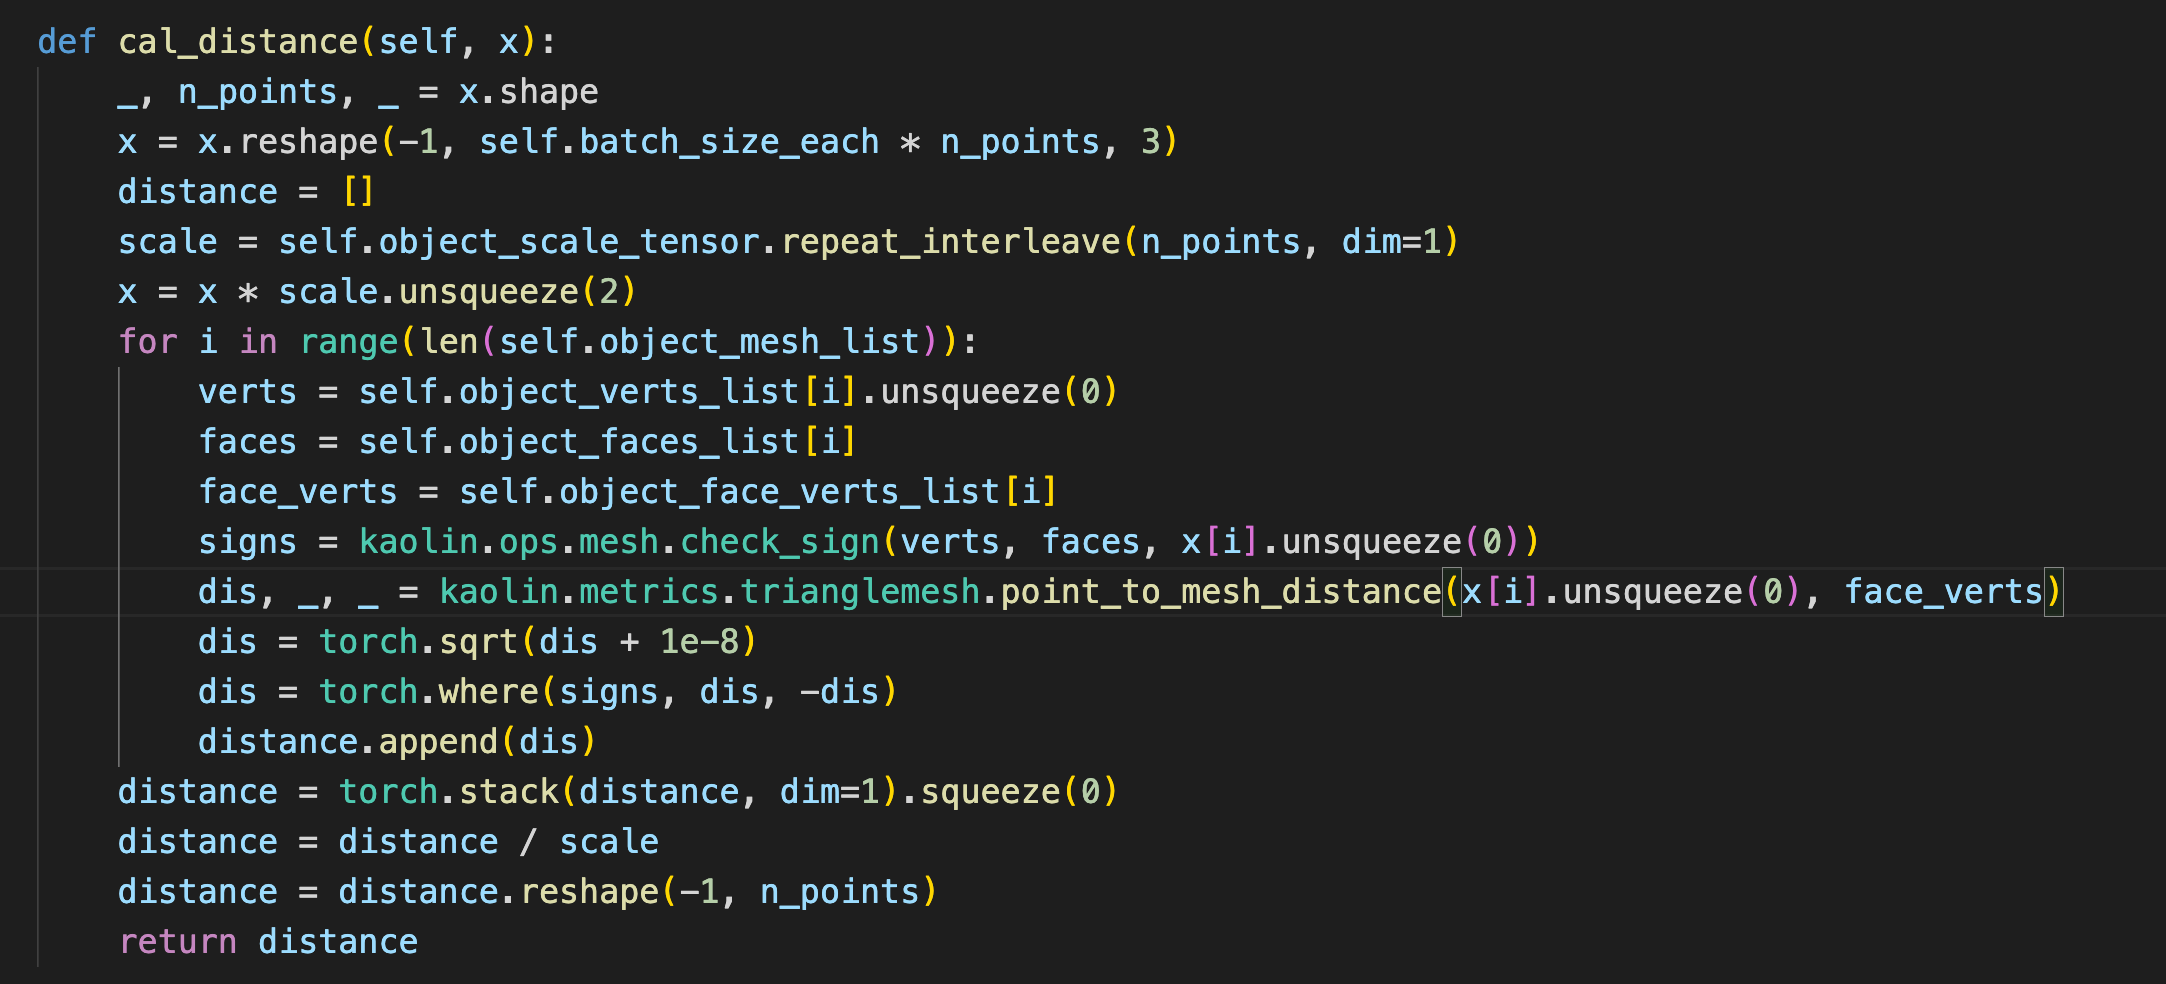 def cal_distance(self, x):
    _, n_points, _ = x.shape
    x = x.reshape(-1, self.batch_size_each * n_points, 3)
    distance = []
    scale = self.object_scale_tensor.repeat_interleave(n_points, dim=1)
    x = x * scale.unsqueeze(2)
    for i in range(len(self.object_mesh_list)):
        verts = self.object_verts_list[i].unsqueeze(0)
        faces = self.object_faces_list[i]
        face_verts = self.object_face_verts_list[i]
        signs = kaolin.ops.mesh.check_sign(verts, faces, x[i].unsqueeze(0))
        dis, _, _ = kaolin.metrics.trianglemesh.point_to_mesh_distance(x[i].unsqueeze(0), face_verts)
        dis = torch.sqrt(dis + 1e-8)
        dis = torch.where(signs, dis, -dis)
        distance.append(dis)
    distance = torch.stack(distance, dim=1).squeeze(0)
    distance = distance / scale
    distance = distance.reshape(-1, n_points)
    return distance